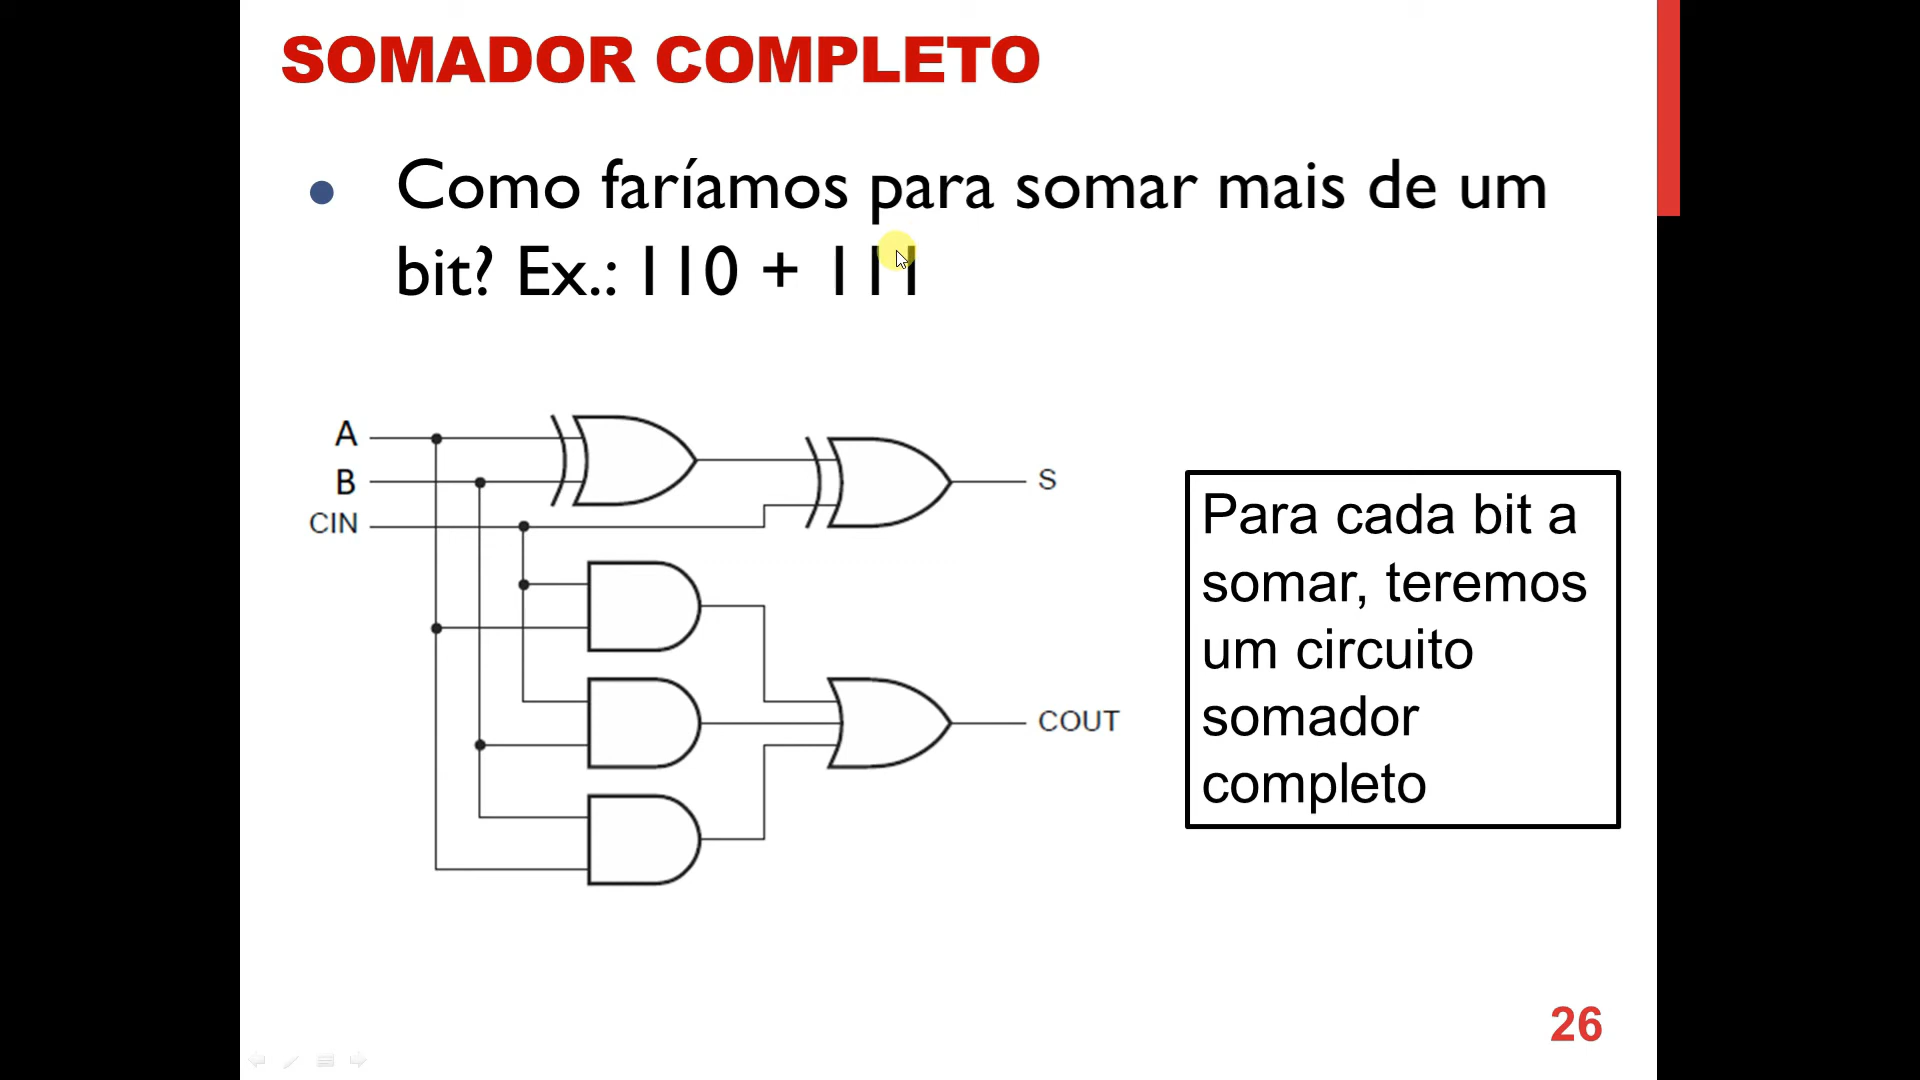 SOMADOR COMPLETO
Como faríamos para somar mais de um
bit? Ex.: 110 + 111
A
B
CIN
S
COUT
Para cada bit a
somar, teremos
um circuito
somador
completo
26